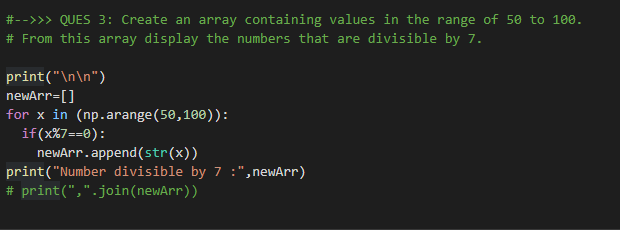 #-->>> QUES 3: Create an array containing values in the range of 50 to 100.
# From this array display the numbers that are divisible by 7.
print("\n\n")
newArr=[]
for x in (np.arange(50,100)):
  if(x%7==0):
    newArr.append(str(x))
print("Number divisible by 7 :",newArr)
# print(",".join(newArr))